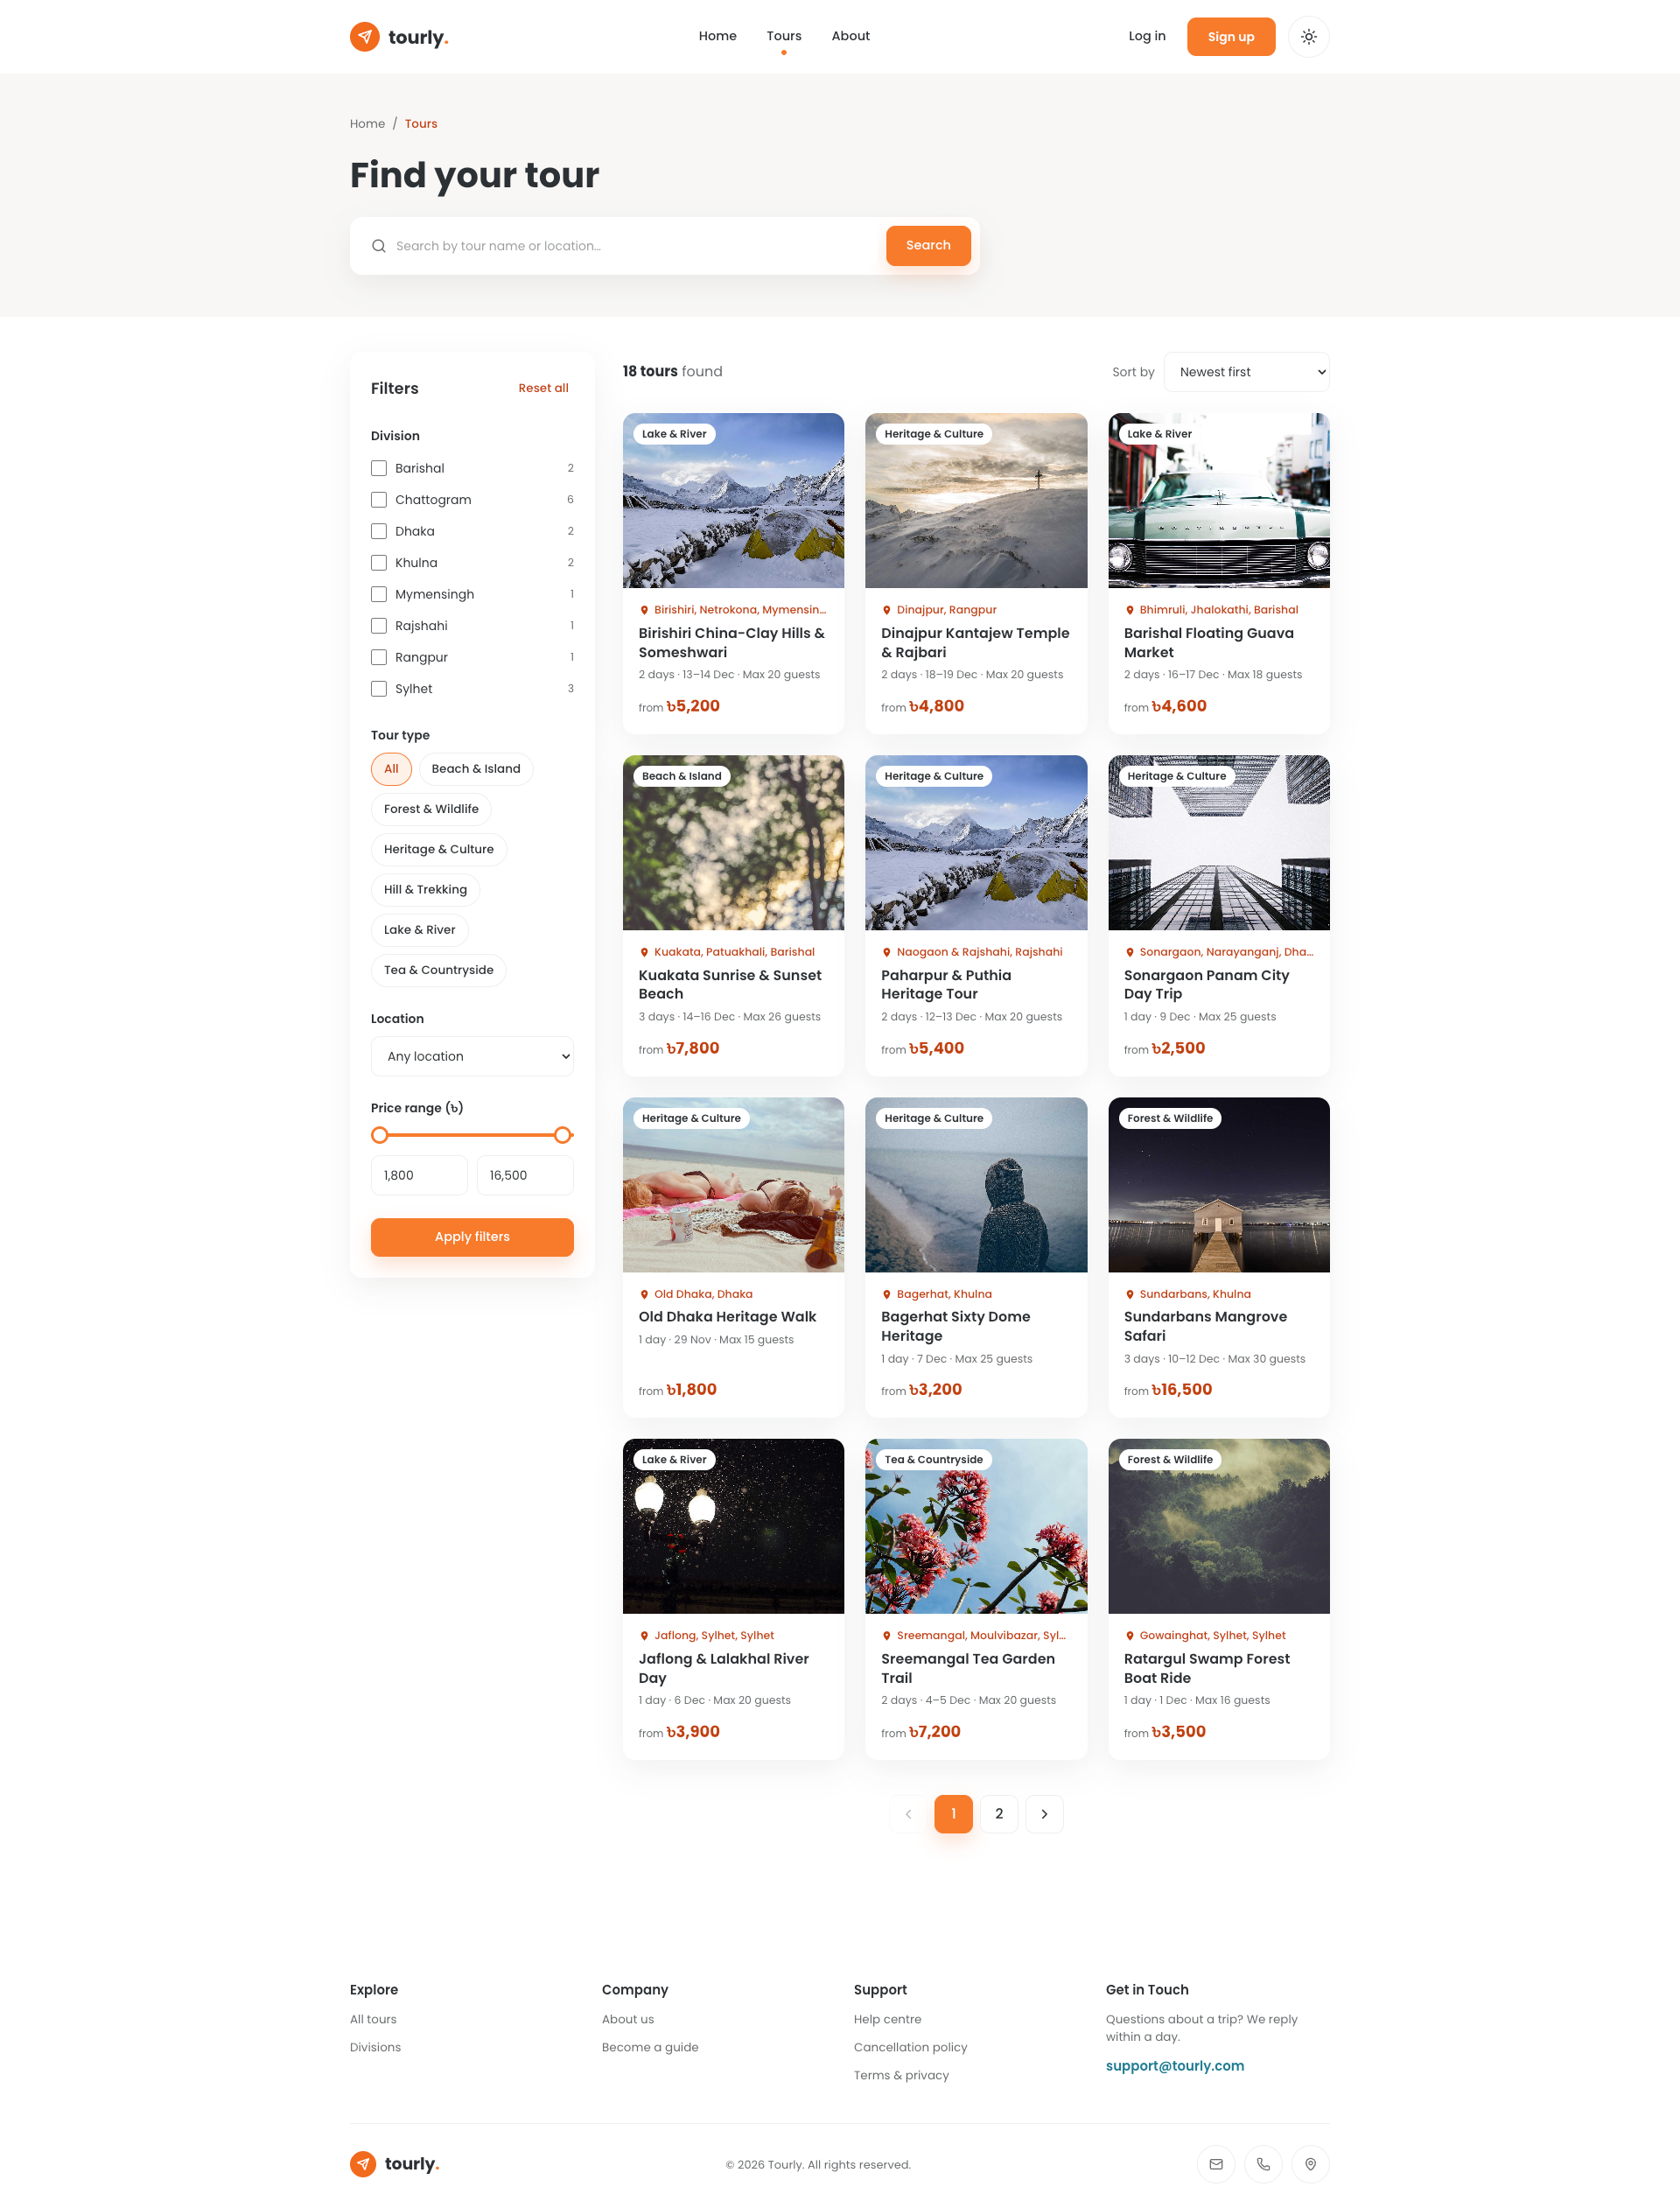 tourly.
Home
Tours
About
Log in
Sign up
Home / Tours
Find your tour
Search by tour name or location...
Search
Filters
Reset all
Division
Barishal 2
Chattogram 6
Dhaka 2
Khulna 2
Mymensingh 1
Rajshahi 1
Rangpur 1
Sylhet 3
Tour type
All
Beach & Island
Forest & Wildlife
Heritage & Culture
Hill & Trekking
Lake & River
Tea & Countryside
Location
Any location
Price range (৳)
1,800
16,500
Apply filters
18 tours found
Sort by
Newest first
Lake & River
Birishiri, Netrokona, Mymensin...
Birishiri China-Clay Hills &
Someshwari
2 days · 13–14 Dec · Max 20 guests
from ৳5,200
Heritage & Culture
Dinajpur, Rangpur
Dinajpur Kantajew Temple
& Rajbari
2 days · 18–19 Dec · Max 20 guests
from ৳4,800
Lake & River
Bhimruli, Jhalokathi, Barishal
Barishal Floating Guava
Market
2 days · 16–17 Dec · Max 18 guests
from ৳4,600
Beach & Island
Kuakata, Patuakhali, Barishal
Kuakata Sunrise & Sunset
Beach
3 days · 14–16 Dec · Max 26 guests
from ৳7,800
Heritage & Culture
Naogaon & Rajshahi, Rajshahi
Paharpur & Puthia
Heritage Tour
2 days · 12–13 Dec · Max 20 guests
from ৳5,400
Heritage & Culture
Sonargaon, Narayanganj, Dha...
Sonargaon Panam City
Day Trip
1 day · 9 Dec · Max 25 guests
from ৳2,500
Heritage & Culture
Old Dhaka, Dhaka
Old Dhaka Heritage Walk
1 day · 29 Nov · Max 15 guests
from ৳1,800
Heritage & Culture
Bagerhat, Khulna
Bagerhat Sixty Dome
Heritage
1 day · 7 Dec · Max 25 guests
from ৳3,200
Forest & Wildlife
Sundarbans, Khulna
Sundarbans Mangrove
Safari
3 days · 10–12 Dec · Max 30 guests
from ৳16,500
Lake & River
Jaflong, Sylhet, Sylhet
Jaflong & Lalakhal River
Day
1 day · 6 Dec · Max 20 guests
from ৳3,900
Tea & Countryside
Sreemangal, Moulvibazar, Syl...
Sreemangal Tea Garden
Trail
2 days · 4–5 Dec · Max 20 guests
from ৳7,200
Forest & Wildlife
Gowainghat, Sylhet, Sylhet
Ratargul Swamp Forest
Boat Ride
1 day · 1 Dec · Max 16 guests
from ৳3,500
1
2
Explore
All tours
Divisions
Company
About us
Become a guide
Support
Help centre
Cancellation policy
Terms & privacy
Get in Touch
Questions about a trip? We reply
within a day.
support@tourly.com
tourly.
© 2026 Tourly. All rights reserved.